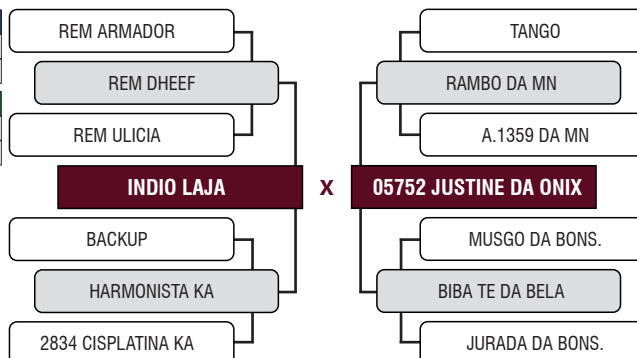 REM ARMADOR
REM DHEEF
REM ULICIA
INDIO LAJA
BACKUP
HARMONISTA KA
2834 CISPLATINA KA
X
TANGO
RAMBO DA MN
A.1359 DA MN
05752 JUSTINE DA ONIX
MUSGO DA BONS.
BIBA TE DA BELA
JURADA DA BONS.